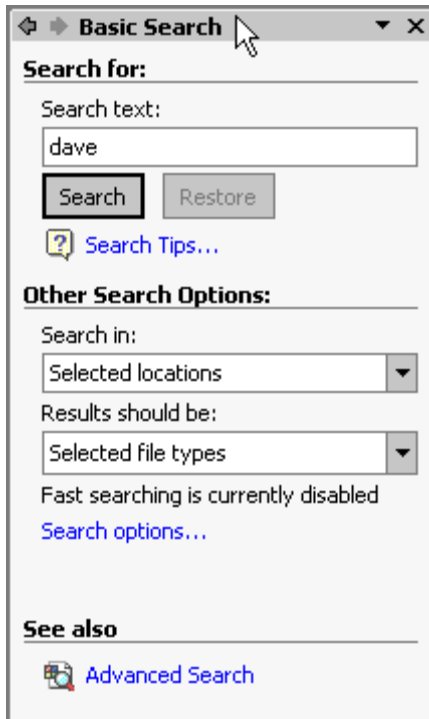 Basic Search
Search for:
Search text:
dave
Search Restore
Search Tips...
Other Search Options:
Search in:
Selected locations
Results should be:
Selected file types
Fast searching is currently disabled
Search options...
See also
Advanced Search